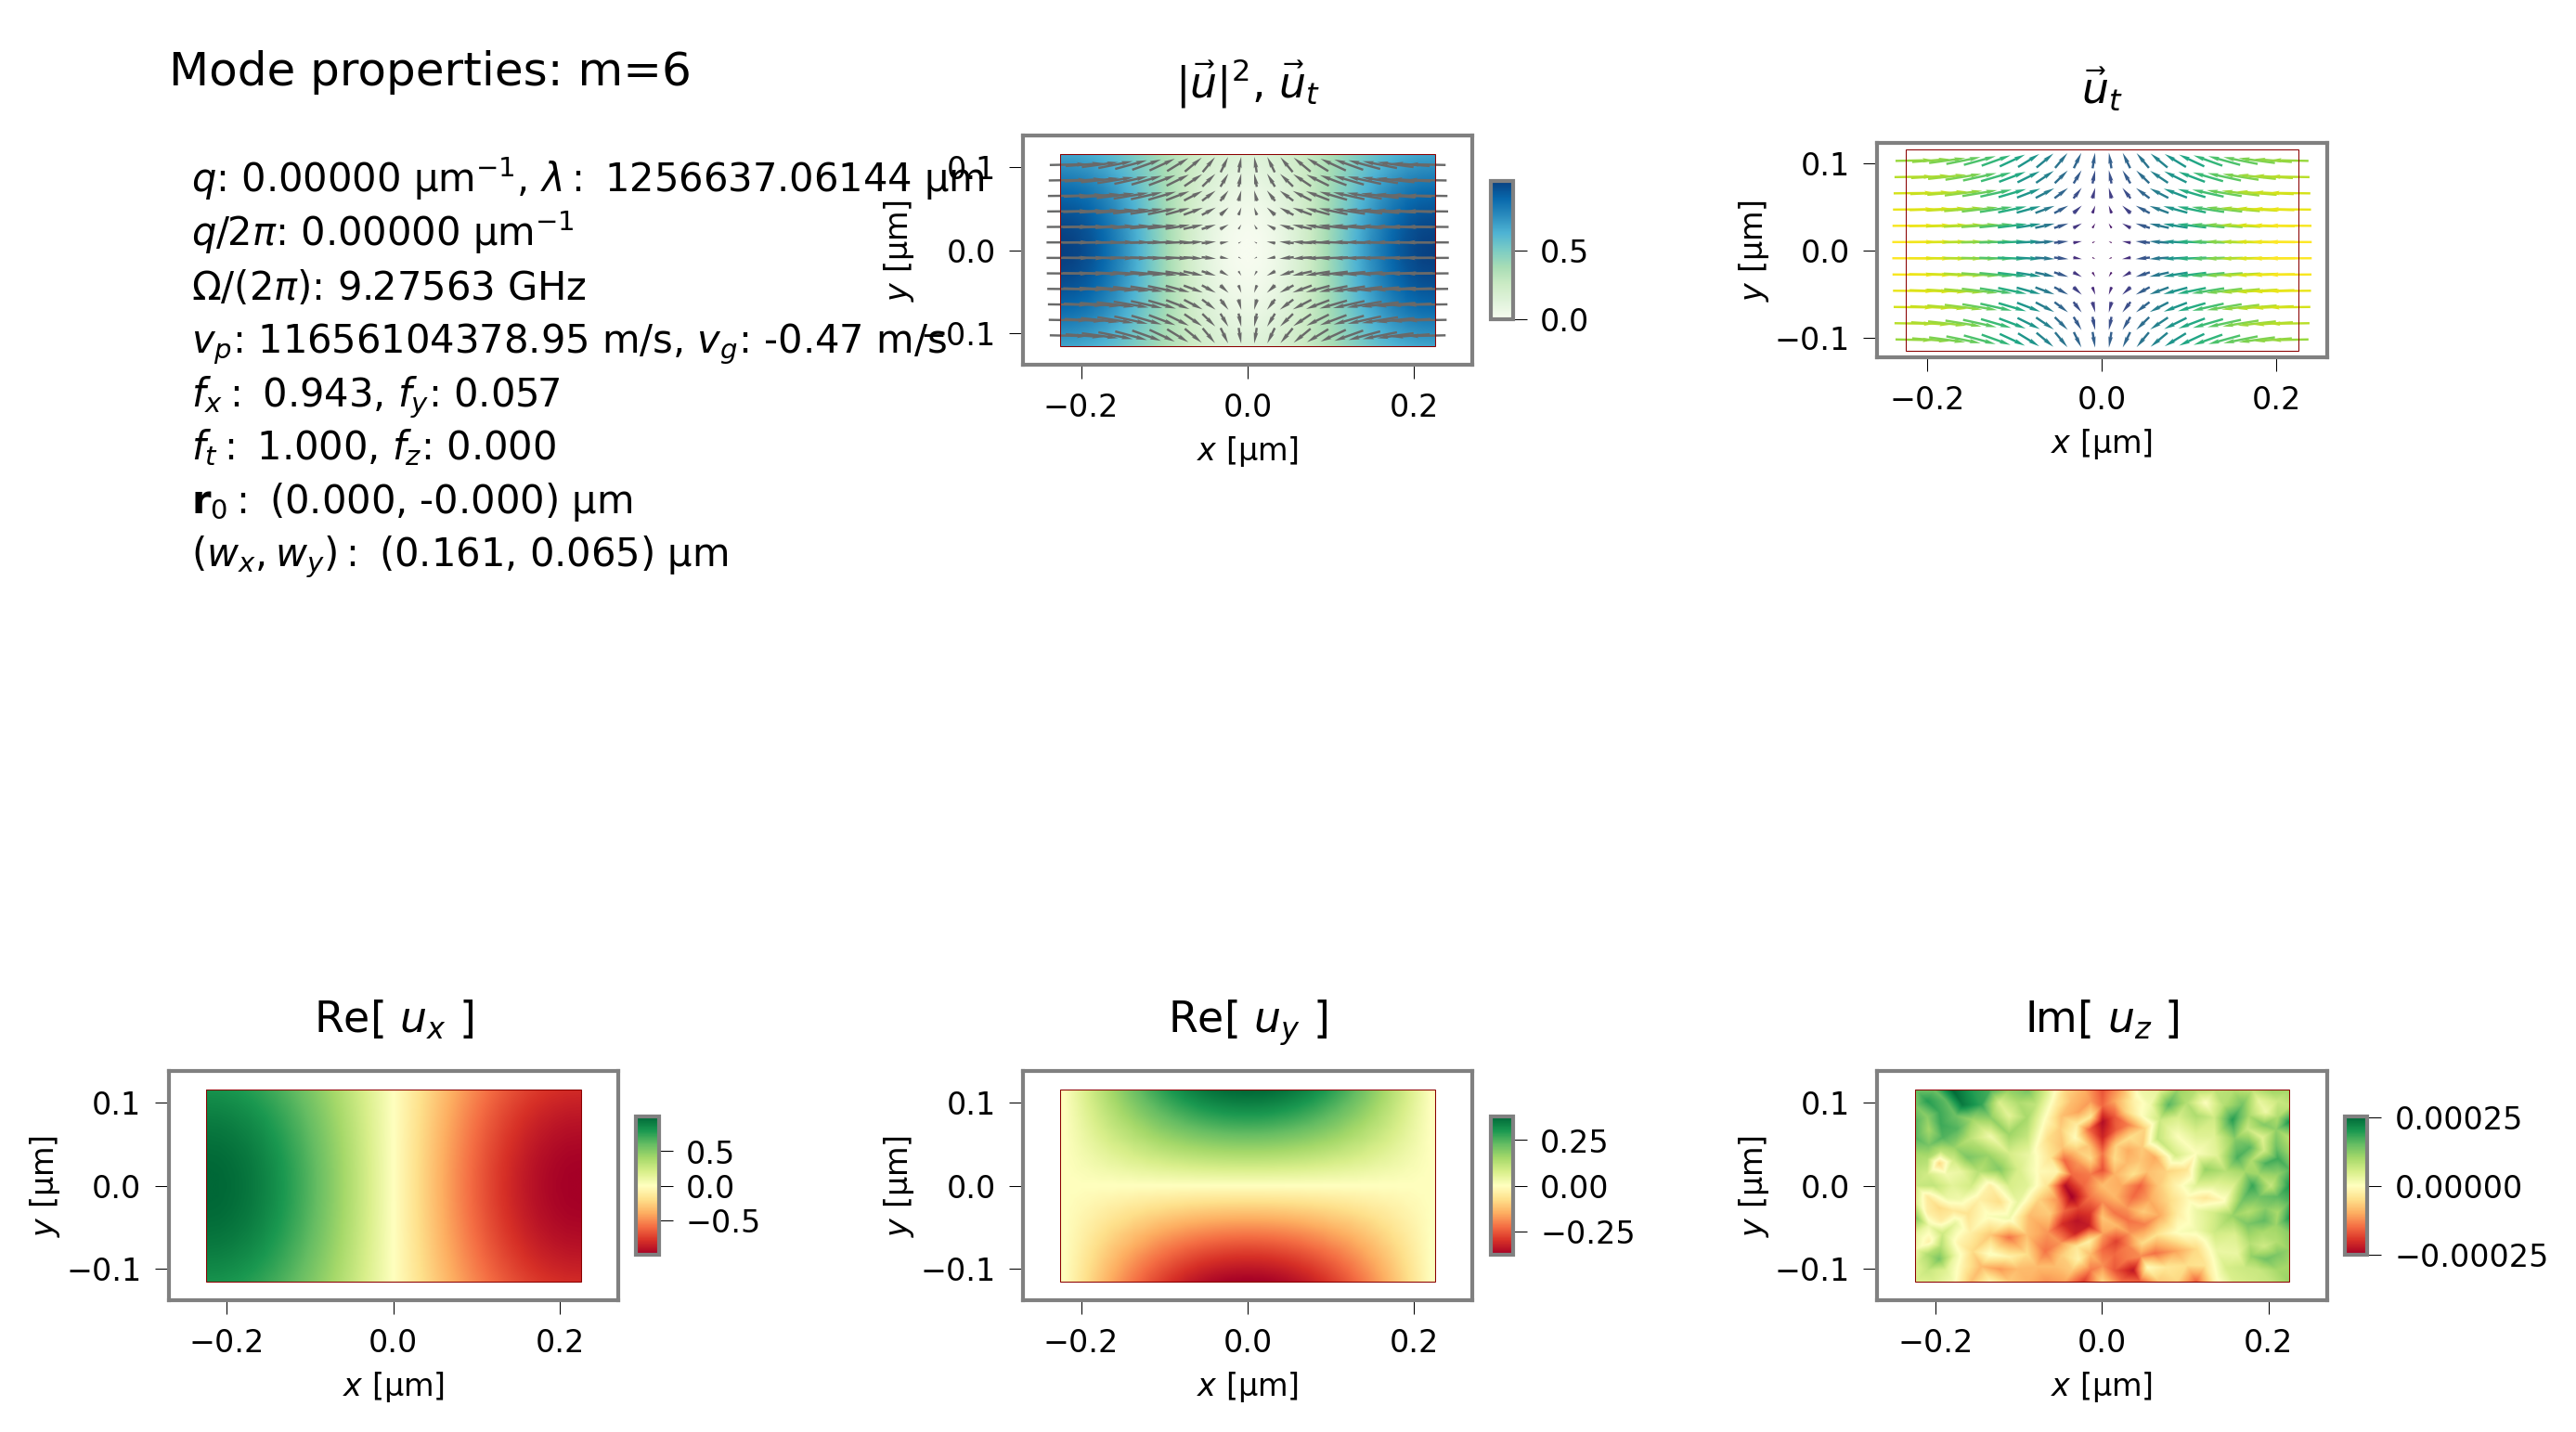 Mode properties: m=6
q: 0.00000 μm⁻¹, λ : 1256637.06144 μm
q/2π: 0.00000 μm⁻¹
Ω/(2π): 9.27563 GHz
vₚ: 11656104378.95 m/s, v_g: -0.47 m/s
fₓ : 0.943, f_y: 0.057
fₜ : 1.000, f_z: 0.000
r₀ : (0.000, -0.000) μm
(wₓ, w_y) : (0.161, 0.065) μm
|u⃗|², u⃗ₜ
y [μm]
0.1
0.0
−0.1
−0.2 0.0 0.2
x [μm]
0.5
0.0
u⃗ₜ
y [μm]
0.1
0.0
−0.1
−0.2 0.0 0.2
x [μm]
Re[ uₓ ]
y [μm]
0.1
0.0
−0.1
−0.2 0.0 0.2
x [μm]
0.5
0.0
−0.5
Re[ u_y ]
y [μm]
0.1
0.0
−0.1
−0.2 0.0 0.2
x [μm]
0.25
0.00
−0.25
Im[ u_z ]
y [μm]
0.1
0.0
−0.1
−0.2 0.0 0.2
x [μm]
0.00025
0.00000
−0.00025